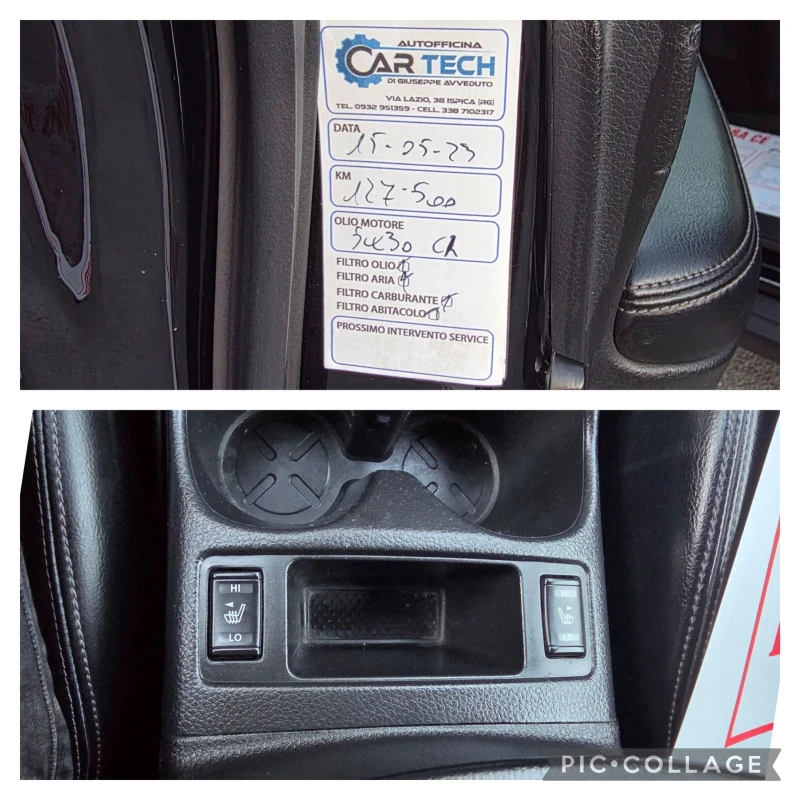 AUTOFFICINA
CAR TECH
DI GIUSEPPE AVVEDUTO
VIA LAZIO, 38 ISPICA (RG)
TEL. 0932 951359 - CELL. 338 7102317
DATA
15-05-23
KM
127-500
OLIO MOTORE
5W30
FILTRO OLIO
FILTRO ARIA
FILTRO CARBURANTE
FILTRO ABITACOLO
PROSSIMO INTERVENTO SERVICE
HI
LO
HI
LO
PIC•COLLAGE